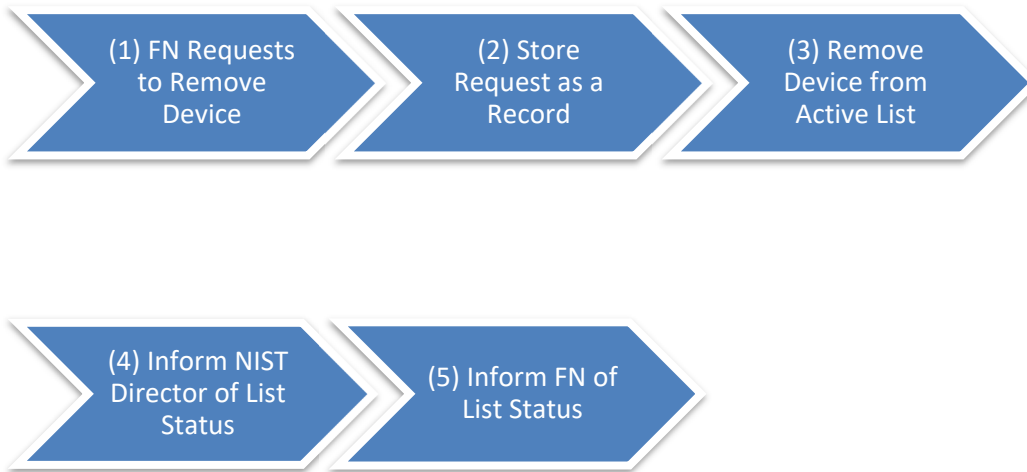 (1) FN Requests
to Remove
Device
(2) Store
Request as a
Record
(3) Remove
Device from
Active List
(4) Inform NIST
Director of List
Status
(5) Inform FN of
List Status